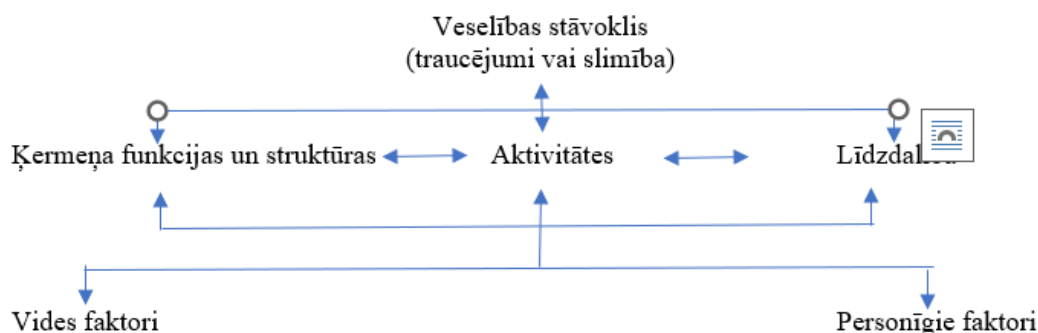 Veselības stāvoklis
(traucējumi vai slimība)
Ķermeņa funkcijas un struktūras Aktivitātes
Vides faktori Personīgie faktori